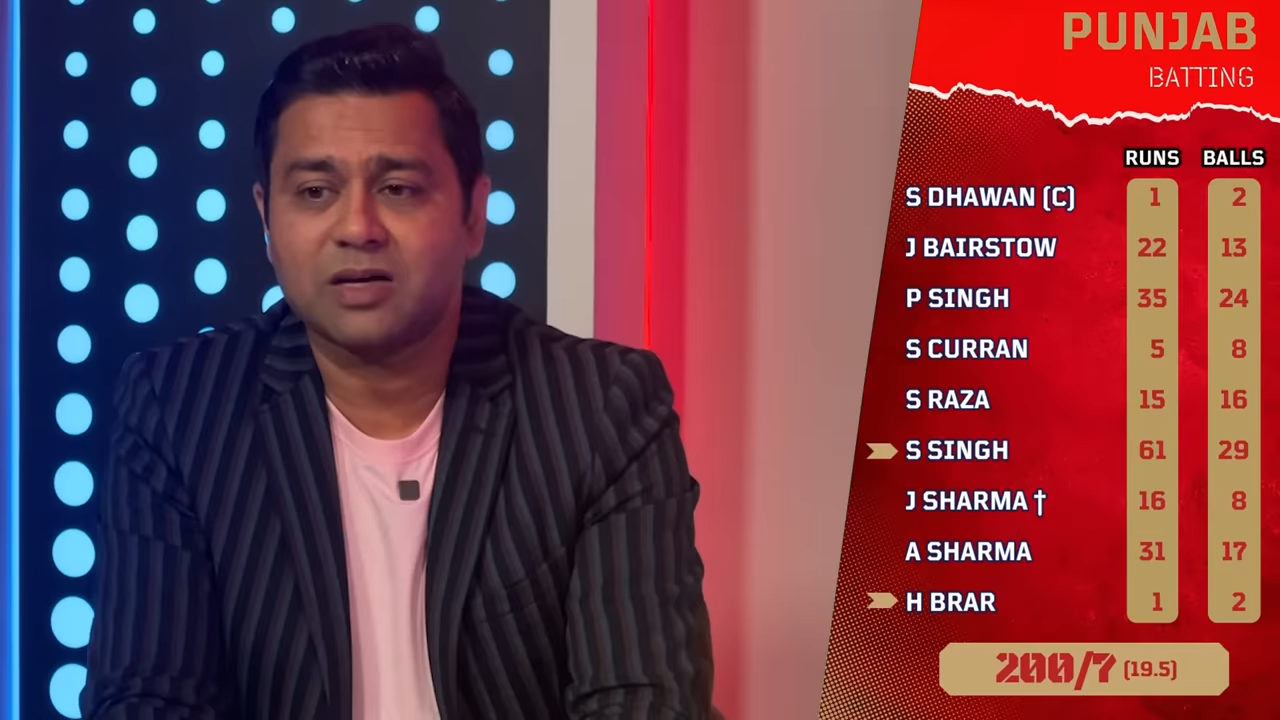 PUNJAB
BATTING
RUNS BALLS
S DHAWAN (C) 1 2
J BAIRSTOW 22 13
P SINGH 35 24
S CURRAN 5 8
S RAZA 15 16
S SINGH 61 29
J SHARMA † 16 8
A SHARMA 31 17
H BRAR 1 2
200/7 (19.5)